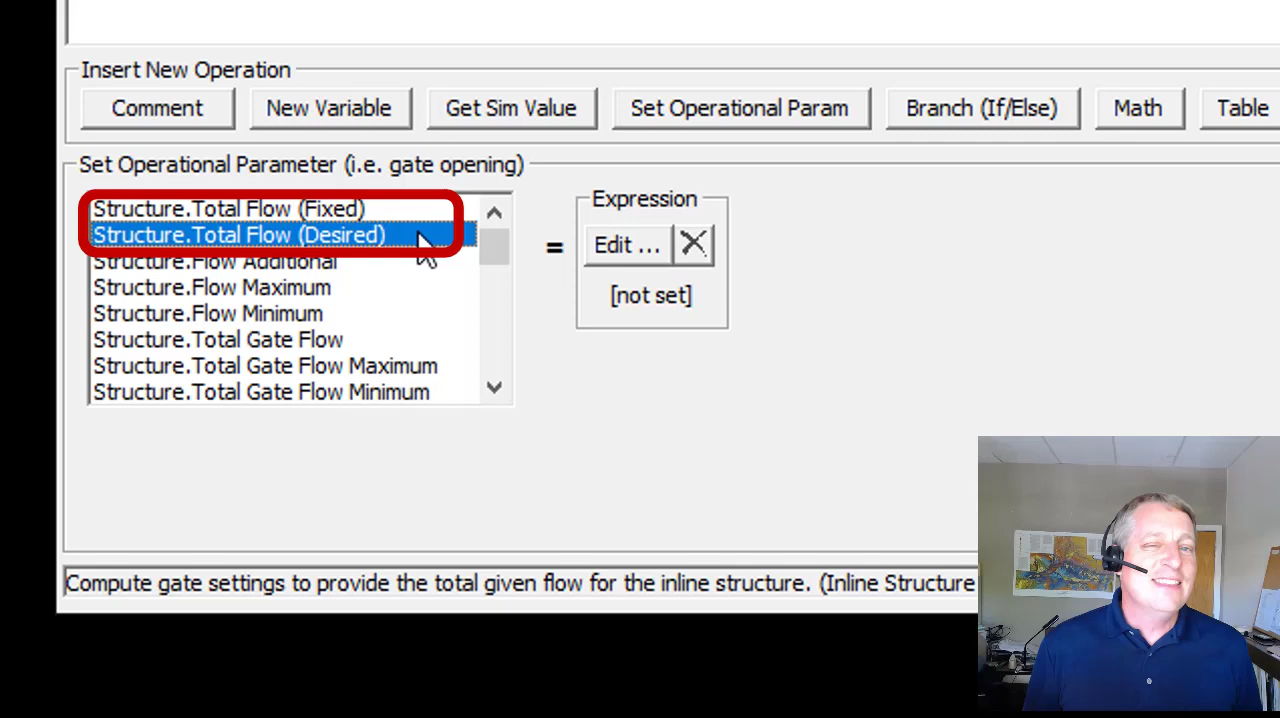 Insert New Operation
Comment
New Variable
Get Sim Value
Set Operational Param
Branch (If/Else)
Math
Table
Set Operational Parameter (i.e. gate opening)
Structure.Total Flow (Fixed)
Structure.Total Flow (Desired)
Structure.Flow Additional
Structure.Flow Maximum
Structure.Flow Minimum
Structure.Total Gate Flow
Structure.Total Gate Flow Maximum
Structure.Total Gate Flow Minimum
=
Expression
Edit ...
[not set]
Compute gate settings to provide the total given flow for the inline structure. (Inline Structure